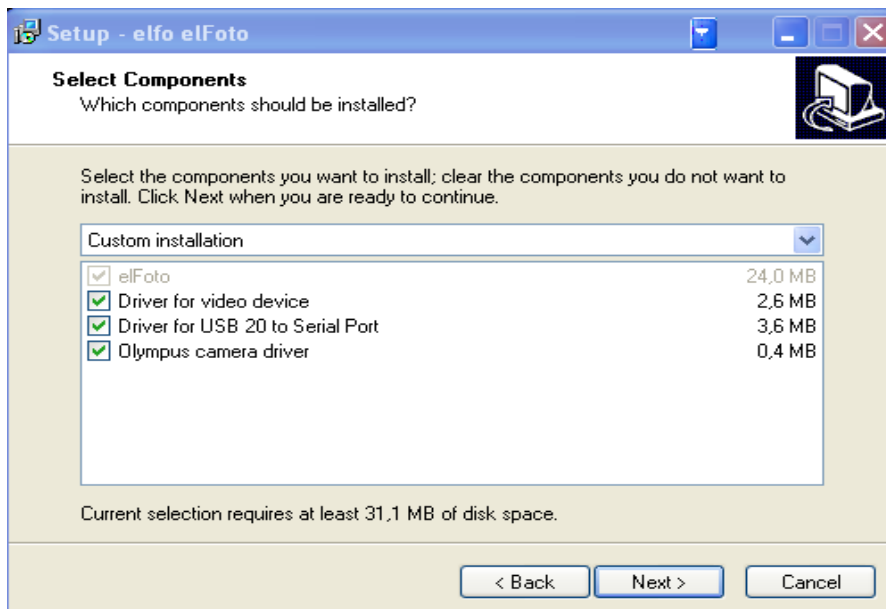 Setup - elfo elFoto
Select Components
Which components should be installed?
Select the components you want to install; clear the components you do not want to
install. Click Next when you are ready to continue.
Custom installation
elFoto 24,0 MB
Driver for video device 2,6 MB
Driver for USB 20 to Serial Port 3,6 MB
Olympus camera driver 0,4 MB
Current selection requires at least 31,1 MB of disk space.
< Back Next > Cancel